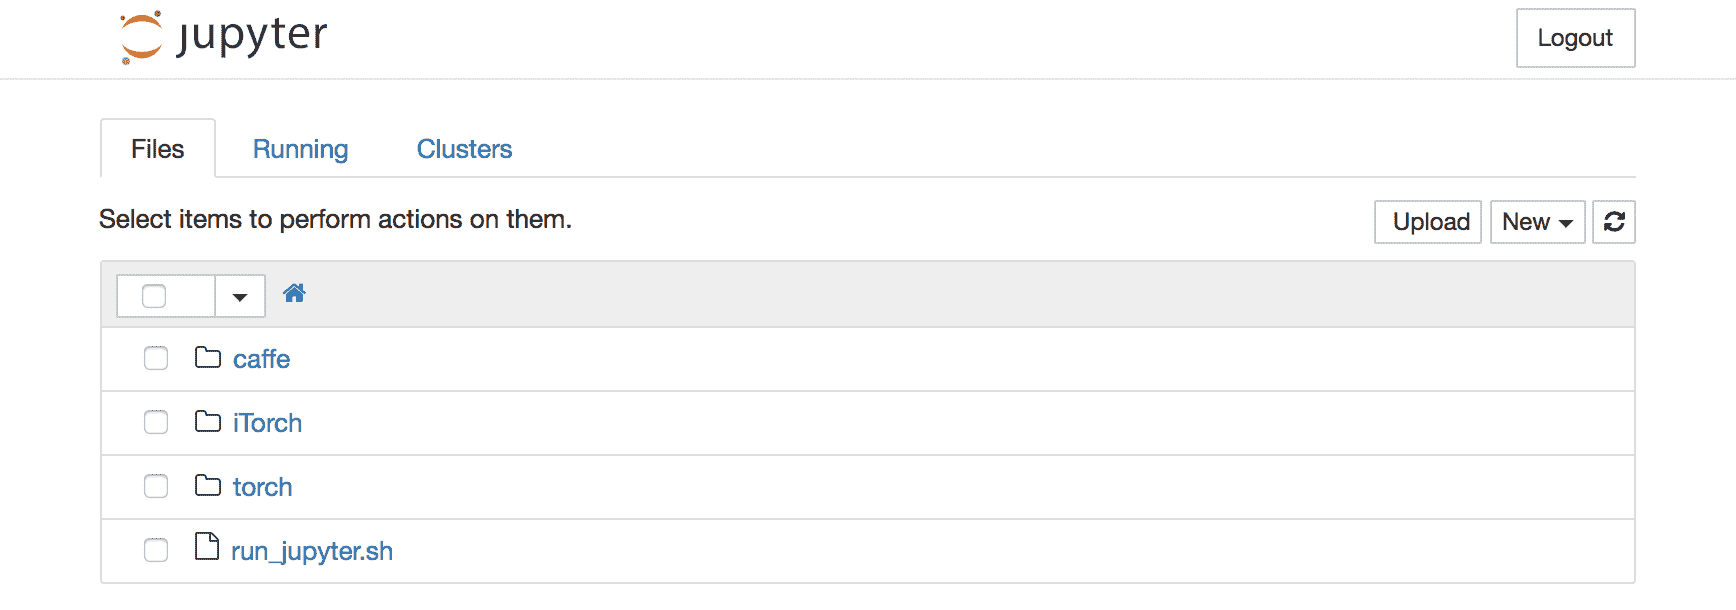 jupyter
Logout
Files Running Clusters
Select items to perform actions on them.
Upload New
caffe
iTorch
torch
run_jupyter.sh